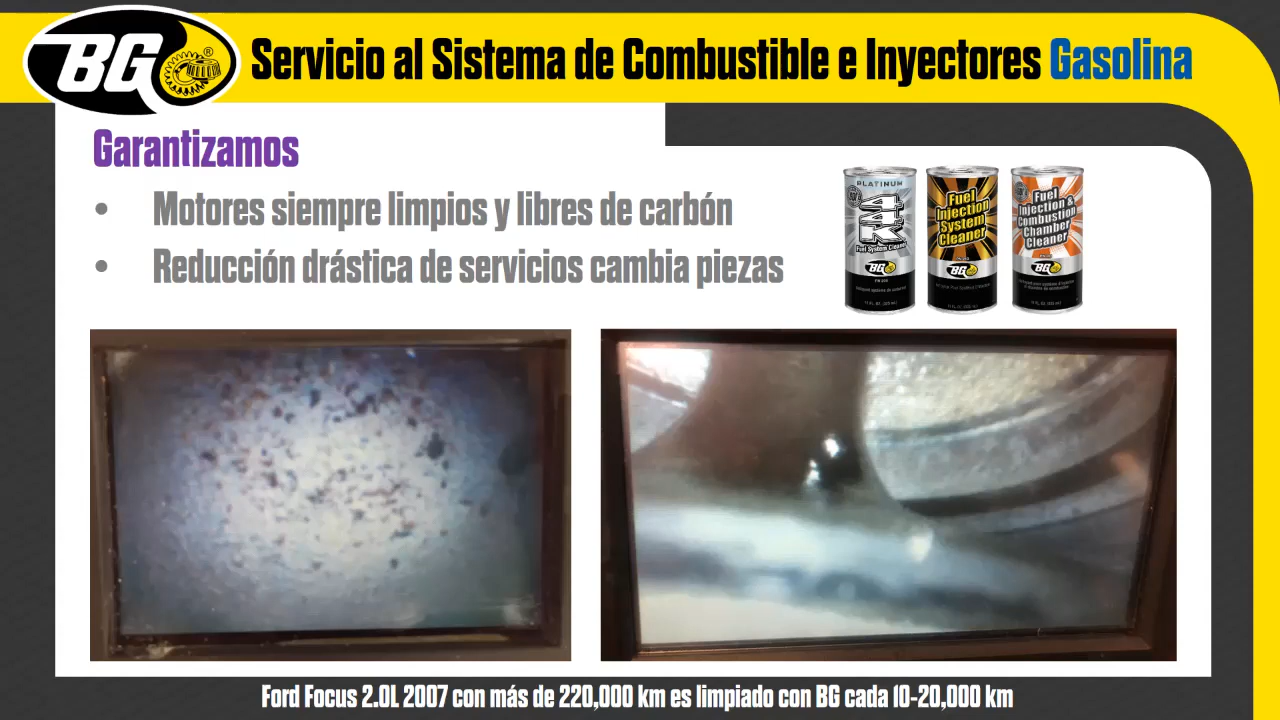 BG®
Servicio al Sistema de Combustible e Inyectores Gasolina
Garantizamos
• Motores siempre limpios y libres de carbón
• Reducción drástica de servicios cambia piezas
PLATINUM
44K
Fuel System Cleaner
BG
Fuel
Injection
System
Cleaner
BG
Fuel
Injection &
Combustion
Chamber
Cleaner
BG
Ford Focus 2.0L 2007 con más de 220,000 km es limpiado con BG cada 10-20,000 km